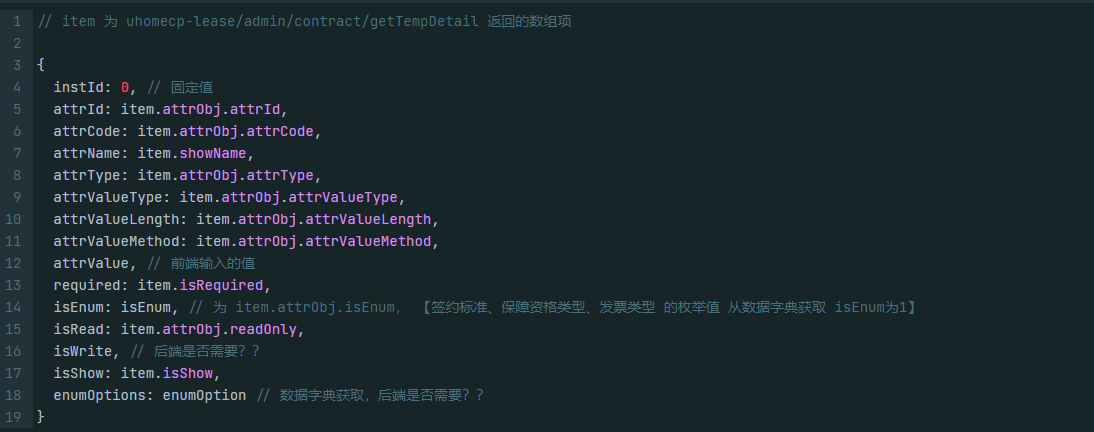 1 // item 为 uhomecp-lease/admin/contract/getTempDetail 返回的数组项
2
3 {
4 instId: 0, // 固定值
5 attrId: item.attrObj.attrId,
6 attrCode: item.attrObj.attrCode,
7 attrName: item.showName,
8 attrType: item.attrObj.attrType,
9 attrValueType: item.attrObj.attrValueType,
10 attrValueLength: item.attrObj.attrValueLength,
11 attrValueMethod: item.attrObj.attrValueMethod,
12 attrValue, // 前端输入的值
13 required: item.isRequired,
14 isEnum: isEnum, // 为 item.attrObj.isEnum， 【签约标准、保障资格类型、发票类型 的枚举值 从数据字典获取 isEnum为1】
15 isRead: item.attrObj.readOnly,
16 isWrite, // 后端是否需要？？
17 isShow: item.isShow,
18 enumOptions: enumOption // 数据字典获取，后端是否需要？？
19 }